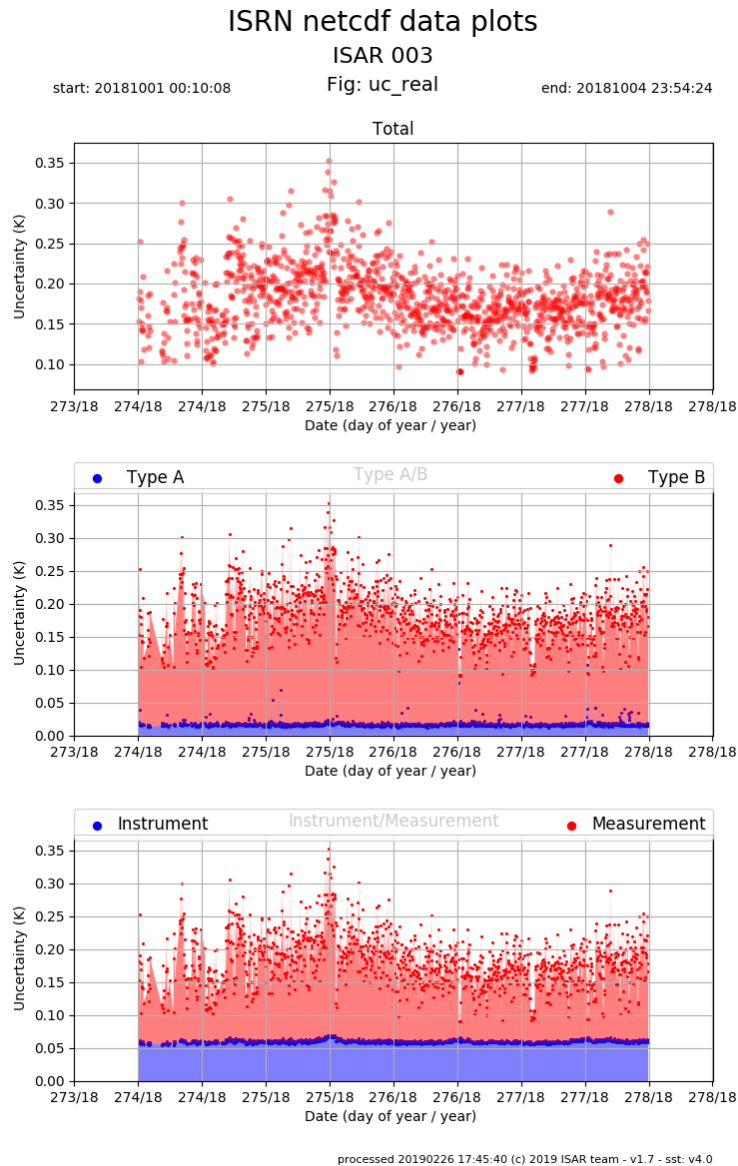 ISRN netcdf data plots
ISAR 003
start: 20181001 00:10:08 Fig: uc_real end: 20181004 23:54:24
Total
0.35
0.30
0.25
0.20
0.15
0.10
Uncertainty (K)
273/18 274/18 274/18 275/18 275/18 276/18 276/18 277/18 277/18 278/18 278/18
Date (day of year / year)
Type A Type A/B Type B
0.35
0.30
0.25
0.20
0.15
0.10
0.05
0.00
Uncertainty (K)
273/18 274/18 274/18 275/18 275/18 276/18 276/18 277/18 277/18 278/18 278/18
Date (day of year / year)
Instrument Instrument/Measurement Measurement
0.35
0.30
0.25
0.20
0.15
0.10
0.05
0.00
Uncertainty (K)
273/18 274/18 274/18 275/18 275/18 276/18 276/18 277/18 277/18 278/18 278/18
Date (day of year / year)
processed 20190226 17:45:40 (c) 2019 ISAR team - v1.7 - sst: v4.0